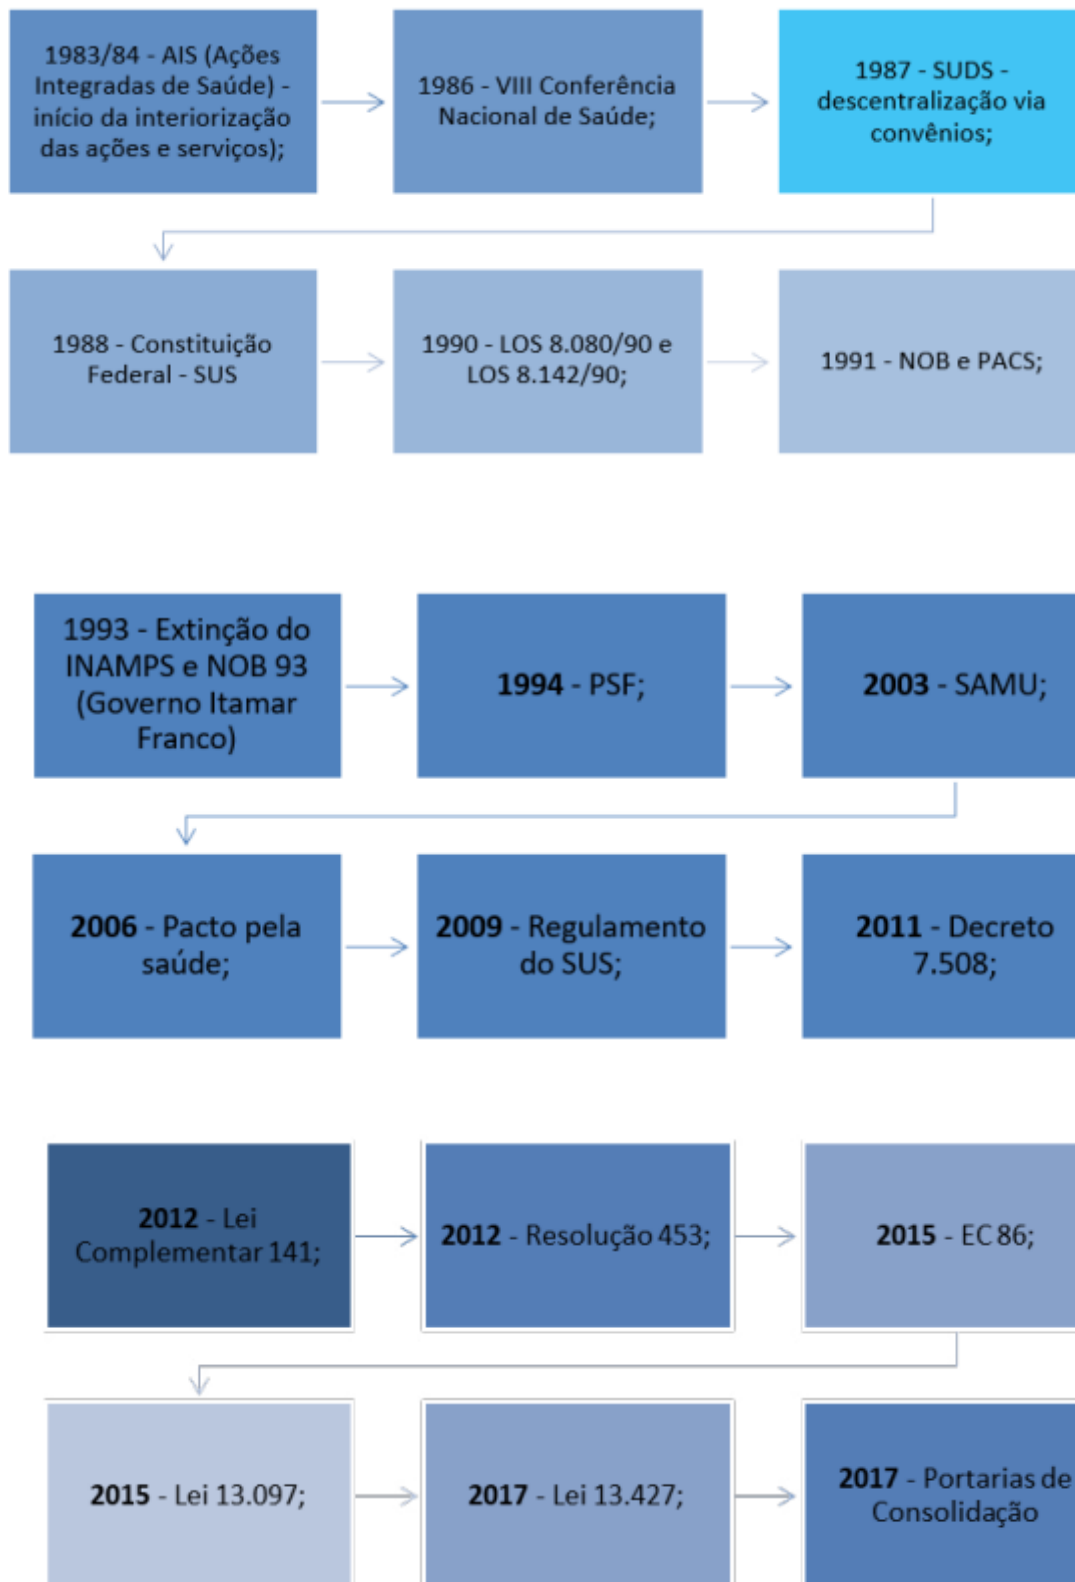 1983/84 - AIS (Ações
Integradas de Saúde) -
início da interiorização
das ações e serviços);
1986 - VIII Conferência
Nacional de Saúde;
1987 - SUDS -
descentralização via
convênios;
1988 - Constituição
Federal - SUS
1990 - LOS 8.080/90 e
LOS 8.142/90;
1991 - NOB e PACS;
1993 - Extinção do
INAMPS e NOB 93
(Governo Itamar
Franco)
1994 - PSF;
2003 - SAMU;
2006 - Pacto pela
saúde;
2009 - Regulamento
do SUS;
2011 - Decreto
7.508;
2012 - Lei
Complementar 141;
2012 - Resolução 453;
2015 - EC 86;
2015 - Lei 13.097;
2017 - Lei 13.427;
2017 - Portarias de
Consolidação